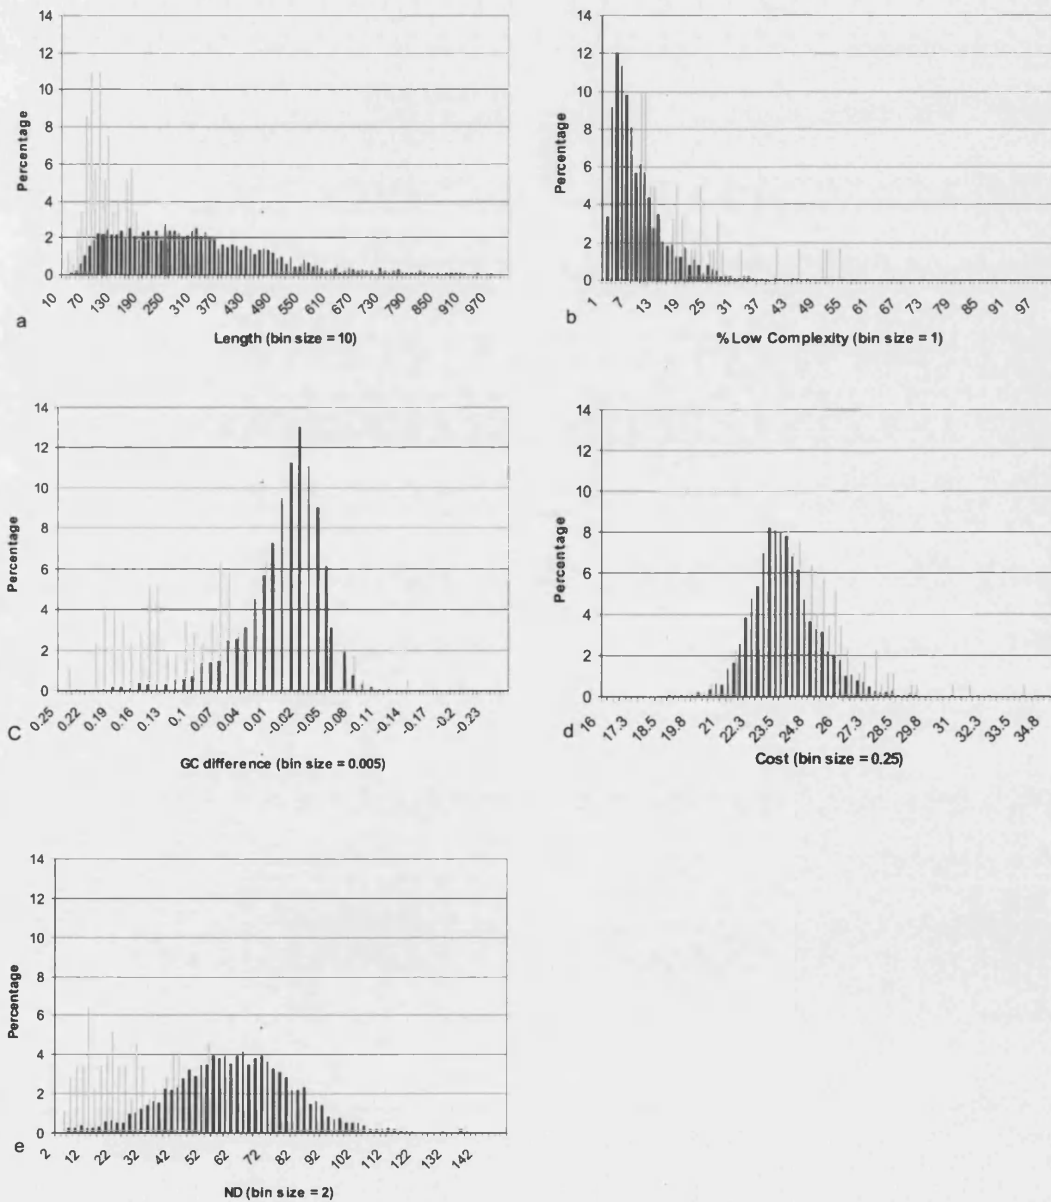 14
12
10
8
6
4
2
0
Percentage
10 70 130 190 250 310 370 430 490 550 610 670 730 790 850 910 970
a
Length (bin size = 10)
14
12
10
8
6
4
2
0
Percentage
1 7 13 19 25 31 37 43 49 55 61 67 73 79 85 91 97
b
% Low Complexity (bin size = 1)
14
12
10
8
6
4
2
0
Percentage
0.25 0.22 0.19 0.16 0.13 0.1 0.07 0.04 0.01 -0.02 -0.05 -0.08 -0.11 -0.14 -0.17 -0.2 -0.23
C
GC difference (bin size = 0.005)
14
12
10
8
6
4
2
0
Percentage
16 17.3 18.5 19.8 21 22.3 23.5 24.8 26 27.3 28.5 29.8 31 32.3 33.5 34.8
d
Cost (bin size = 0.25)
14
12
10
8
6
4
2
0
Percentage
2 12 22 32 42 52 62 72 82 92 102 112 122 132 142
e
ND (bin size = 2)